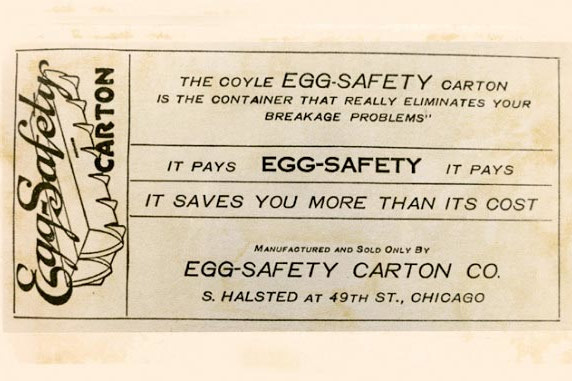 Egg-Safety
CARTON
THE COYLE EGG-SAFETY CARTON
IS THE CONTAINER THAT REALLY ELIMINATES YOUR
BREAKAGE PROBLEMS"
IT PAYS EGG-SAFETY IT PAYS
IT SAVES YOU MORE THAN ITS COST
MANUFACTURED AND SOLD ONLY BY
EGG-SAFETY CARTON CO.
S. HALSTED AT 49TH ST., CHICAGO